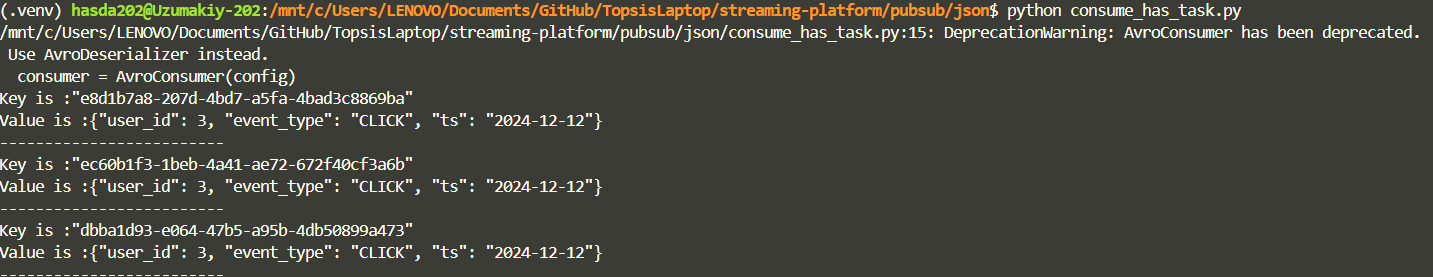 (.venv) hasda202@Uzumakiy-202:/mnt/c/Users/LENOVO/Documents/GitHub/TopsisLaptop/streaming-platform/pubsub/json$ python consume_has_task.py
/mnt/c/Users/LENOVO/Documents/GitHub/TopsisLaptop/streaming-platform/pubsub/json/consume_has_task.py:15: DeprecationWarning: AvroConsumer has been deprecated.
 Use AvroDeserializer instead.
  consumer = AvroConsumer(config)
Key is :"e8d1b7a8-207d-4bd7-a5fa-4bad3c8869ba"
Value is :{"user_id": 3, "event_type": "CLICK", "ts": "2024-12-12"}
--------------------------
Key is :"ec60b1f3-1beb-4a41-ae72-672f40cf3a6b"
Value is :{"user_id": 3, "event_type": "CLICK", "ts": "2024-12-12"}
--------------------------
Key is :"dbba1d93-e064-47b5-a95b-4db50899a473"
Value is :{"user_id": 3, "event_type": "CLICK", "ts": "2024-12-12"}
--------------------------